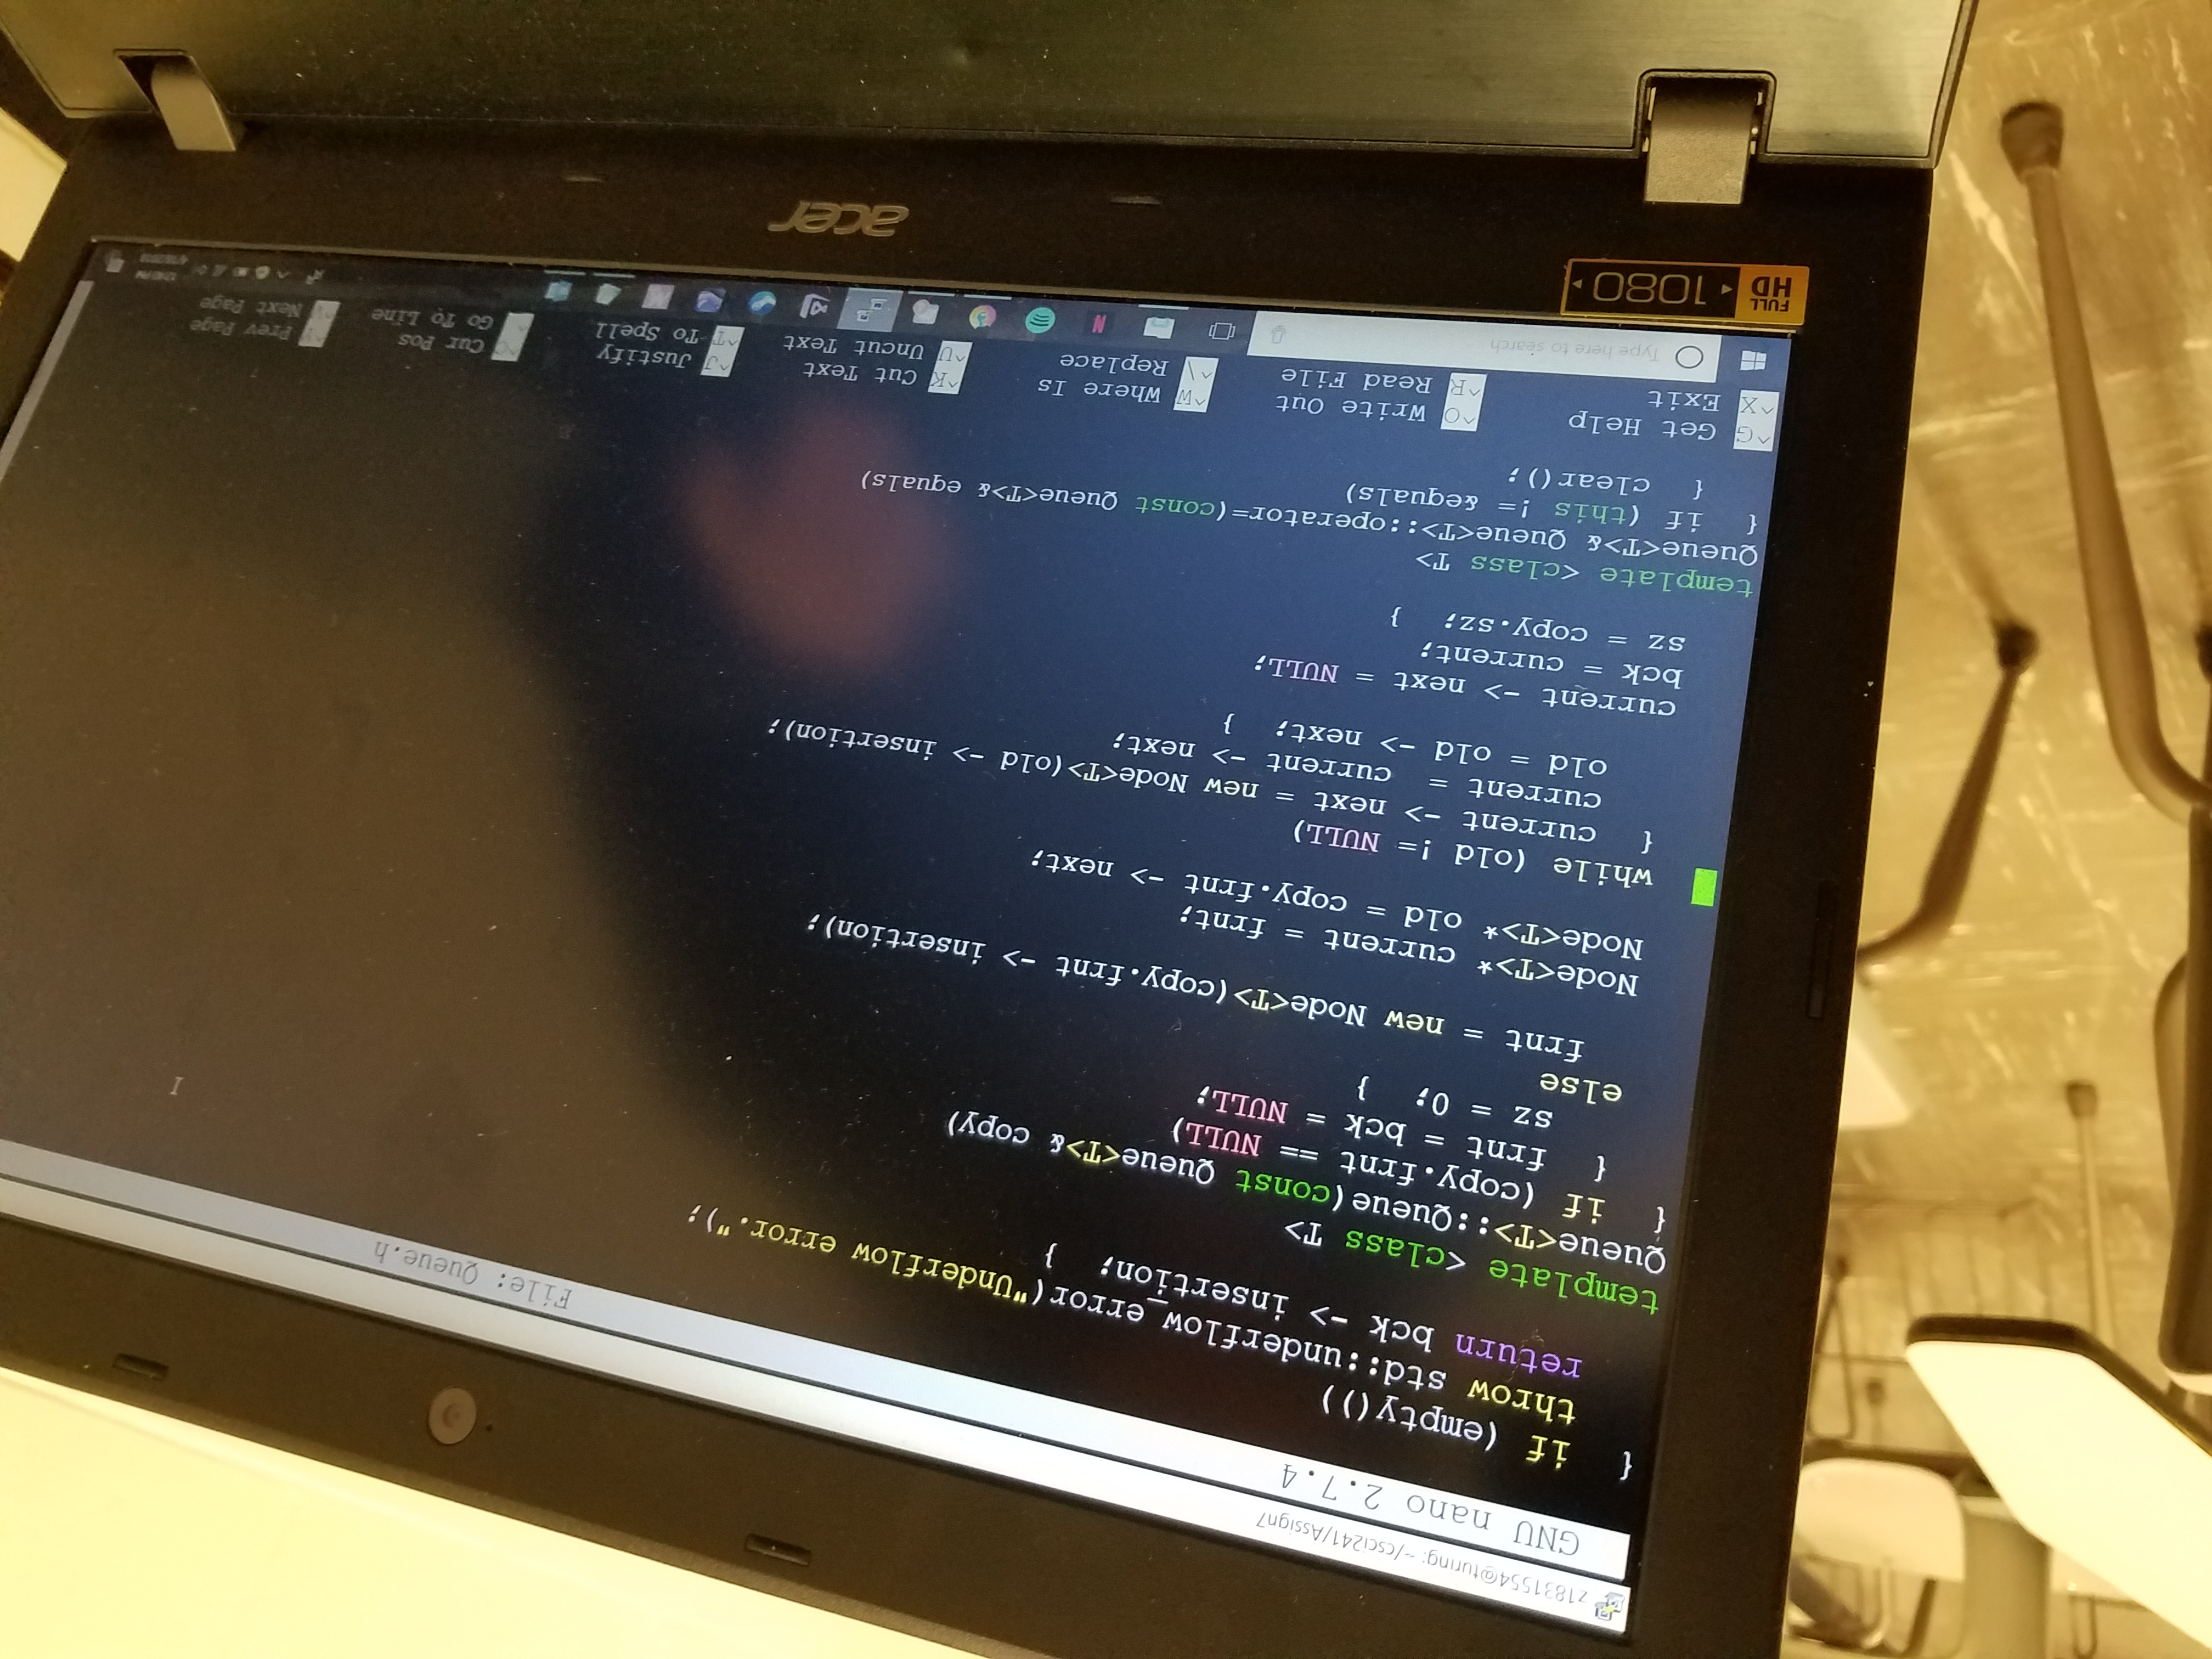 z1831554@turing: ~/csci241/Assign7
GNU nano 2.7.4
File: Queue.h
{ if (empty())
throw std::underflow_error("Underflow error.");
return bck -> insertion; }
template <class T>
Queue<T>::Queue(const Queue<T>& copy)
{ if (copy.frnt == NULL)
{ frnt = bck = NULL;
sz = 0; }
else
frnt = new Node<T>(copy.frnt -> insertion);
Node<T>* current = frnt;
Node<T>* old = copy.frnt -> next;
while (old != NULL)
{ current -> next = new Node<T>(old -> insertion);
current = current -> next;
old = old -> next; }
current -> next = NULL;
bck = current;
sz = copy.sz; }
template <class T>
Queue<T>& Queue<T>::operator=(const Queue<T>& equals)
{ if (this != &equals)
{ clear();
^G Get Help ^O Write Out ^W Where Is ^K Cut Text ^J Justify ^C Cur Pos Prev Page
^X Exit ^R Read File ^\ Replace ^U Uncut Text ^T To Spell Go To Line Next Page
Type here to search
FULL HD 1080
acer